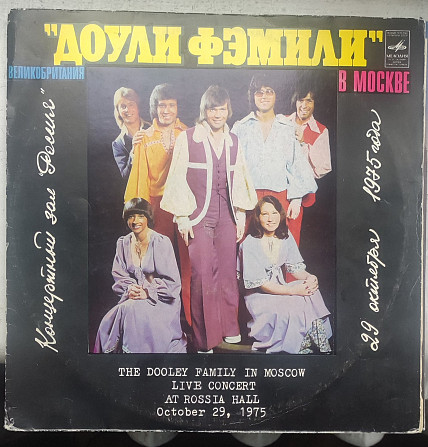 "ДОУЛИ ФЭМИЛИ"
ВЕЛИКОБРИТАНИЯ
В МОСКВЕ
МЕЛОДИЯ
Концертный зал "Россия"
29 октября 1975 года
THE DOOLEY FAMILY IN MOSCOW
LIVE CONCERT
AT ROSSIA HALL
October 29, 1975